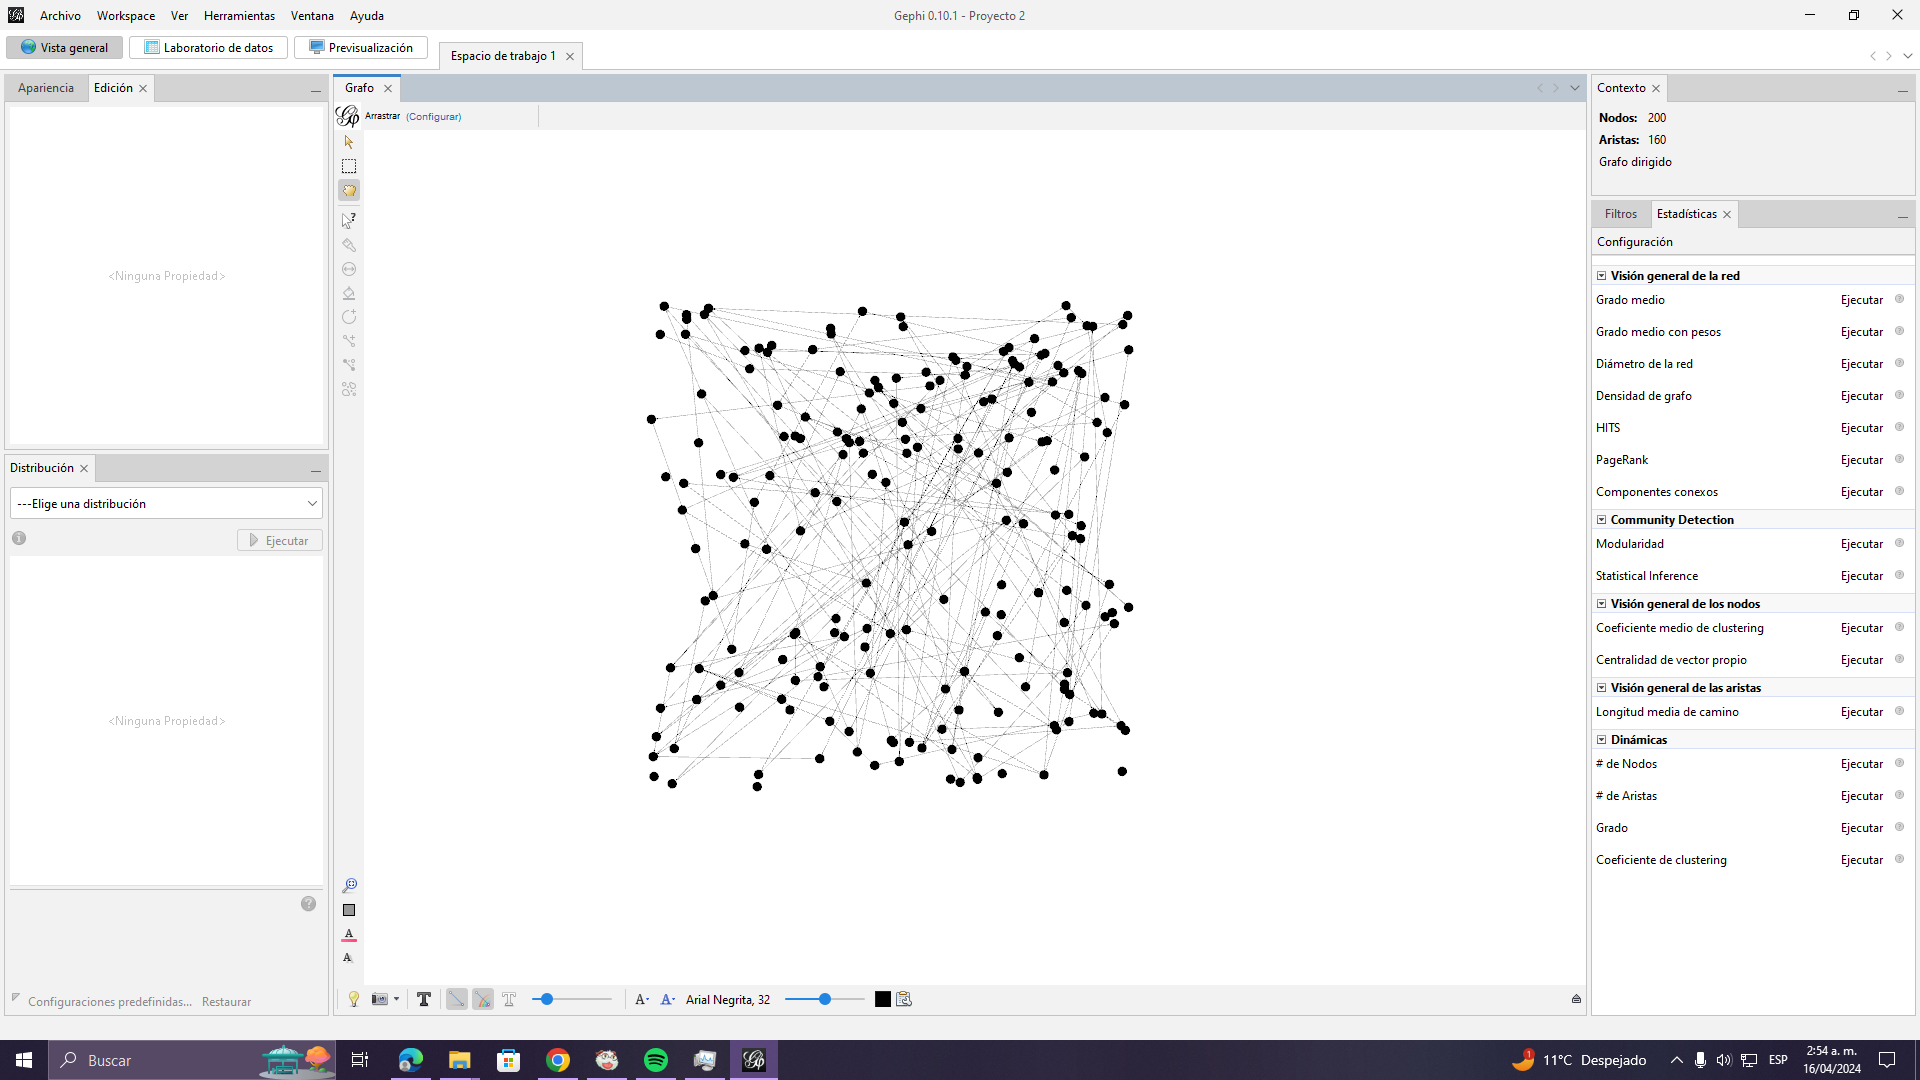 Archivo Workspace Ver Herramientas Ventana Ayuda
Gephi 0.10.1 - Proyecto 2
Vista general Laboratorio de datos Previsualización
Espacio de trabajo 1
Apariencia Edición
<Ninguna Propiedad>
Distribución
---Elige una distribución
Ejecutar
<Ninguna Propiedad>
Configuraciones predefinidas... Restaurar
Grafo
Arrastrar (Configurar)
Arial Negrita, 32
Contexto
Nodos: 200
Aristas: 160
Grafo dirigido
Filtros Estadísticas
Configuración
Visión general de la red
Grado medio Ejecutar
Grado medio con pesos Ejecutar
Diámetro de la red Ejecutar
Densidad de grafo Ejecutar
HITS Ejecutar
PageRank Ejecutar
Componentes conexos Ejecutar
Community Detection
Modularidad Ejecutar
Statistical Inference Ejecutar
Visión general de los nodos
Coeficiente medio de clustering Ejecutar
Centralidad de vector propio Ejecutar
Visión general de las aristas
Longitud media de camino Ejecutar
Dinámicas
# de Nodos Ejecutar
# de Aristas Ejecutar
Grado Ejecutar
Coeficiente de clustering Ejecutar
Buscar
1
11°C Despejado
ESP
2:54 a. m.
16/04/2024